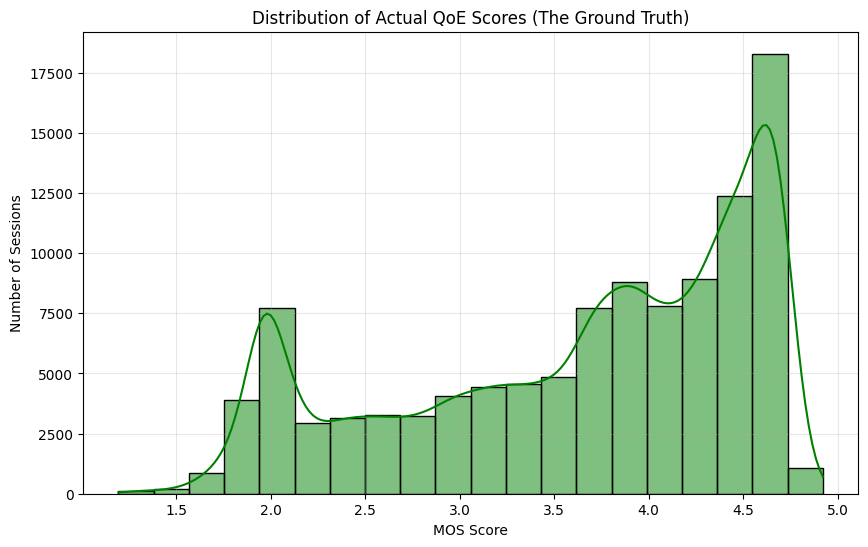 Distribution of Actual QoE Scores (The Ground Truth)
Number of Sessions
17500
15000
12500
10000
7500
5000
2500
0
1.5 2.0 2.5 3.0 3.5 4.0 4.5 5.0
MOS Score